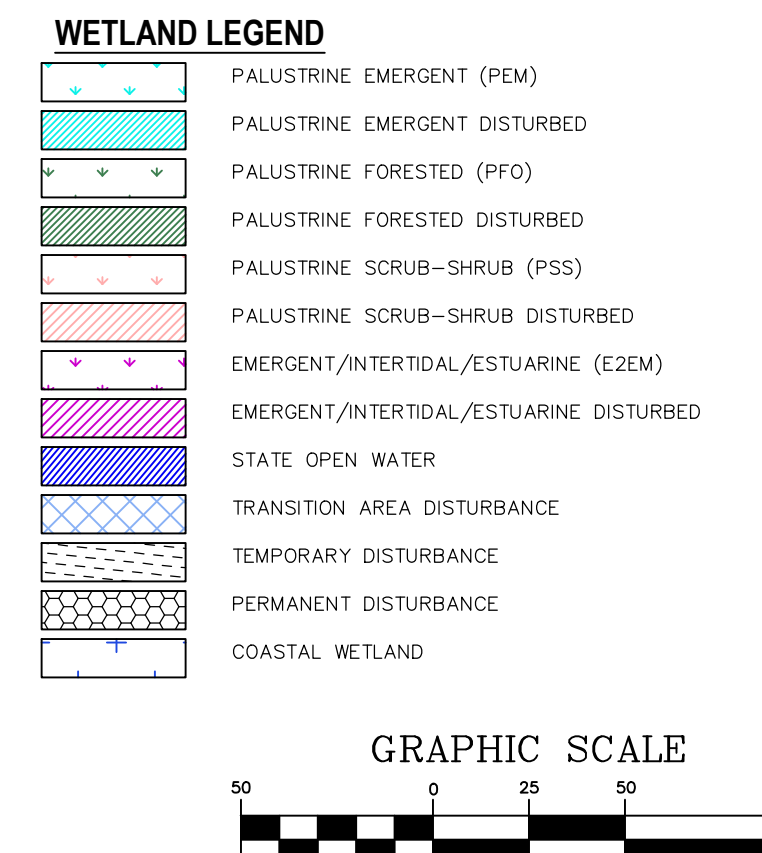 WETLAND LEGEND
PALUSTRINE EMERGENT (PEM)
PALUSTRINE EMERGENT DISTURBED
PALUSTRINE FORESTED (PFO)
PALUSTRINE FORESTED DISTURBED
PALUSTRINE SCRUB-SHRUB (PSS)
PALUSTRINE SCRUB-SHRUB DISTURBED
EMERGENT/INTERTIDAL/ESTUARINE (E2EM)
EMERGENT/INTERTIDAL/ESTUARINE DISTURBED
STATE OPEN WATER
TRANSITION AREA DISTURBANCE
TEMPORARY DISTURBANCE
PERMANENT DISTURBANCE
COASTAL WETLAND
GRAPHIC SCALE
50 0 25 50